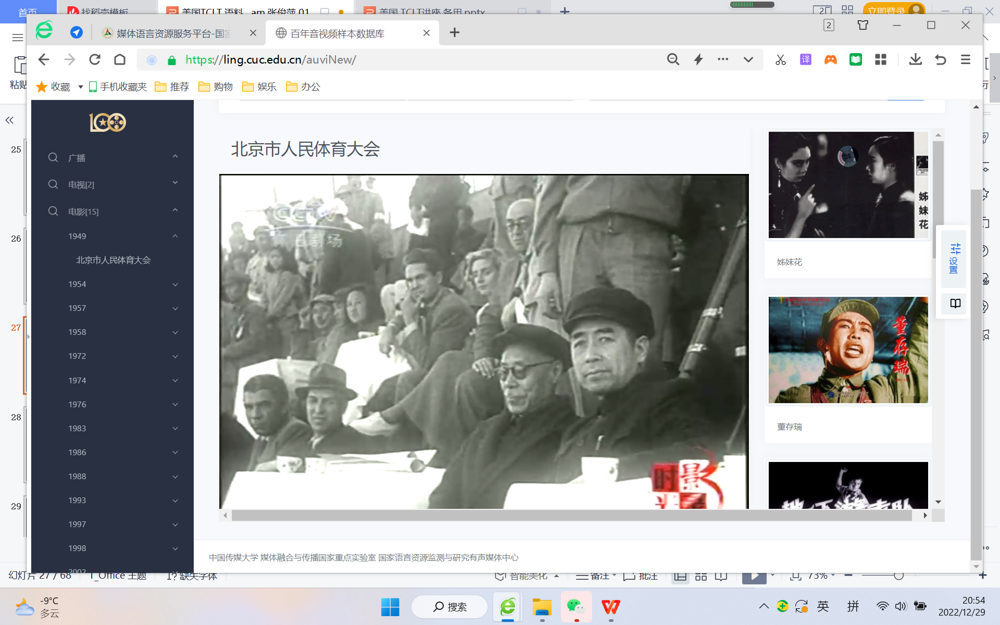 首页
找稻壳模板
美国TCLT 语料...am 张俊萍 01
美国 TCLT讲座 备用.pptx
立即登录
媒体语言资源服务平台-国家
百年音视频样本数据库
2
https://ling.cuc.edu.cn/auviNew/
译
粘贴
收藏
手机收藏夹
推荐
购物
娱乐
办公
100
广播
电视[2]
电影[15]
1949
北京市人民体育大会
1954
1957
1958
1972
1974
1976
1983
1986
1988
1993
1997
1998
2002
25
26
27
28
29
北京市人民体育大会
CCTV
时影
姊妹花
姊妹花
董存瑞
董存瑞
设置
中国传媒大学 媒体融合与传播国家重点实验室 国家语言资源监测与研究有声媒体中心
幻灯片 27 / 68
1_Office 主题
缺失字体
智能美化
备注
批注
73%
-9°C
多云
搜索
英
拼
20:54
2022/12/29